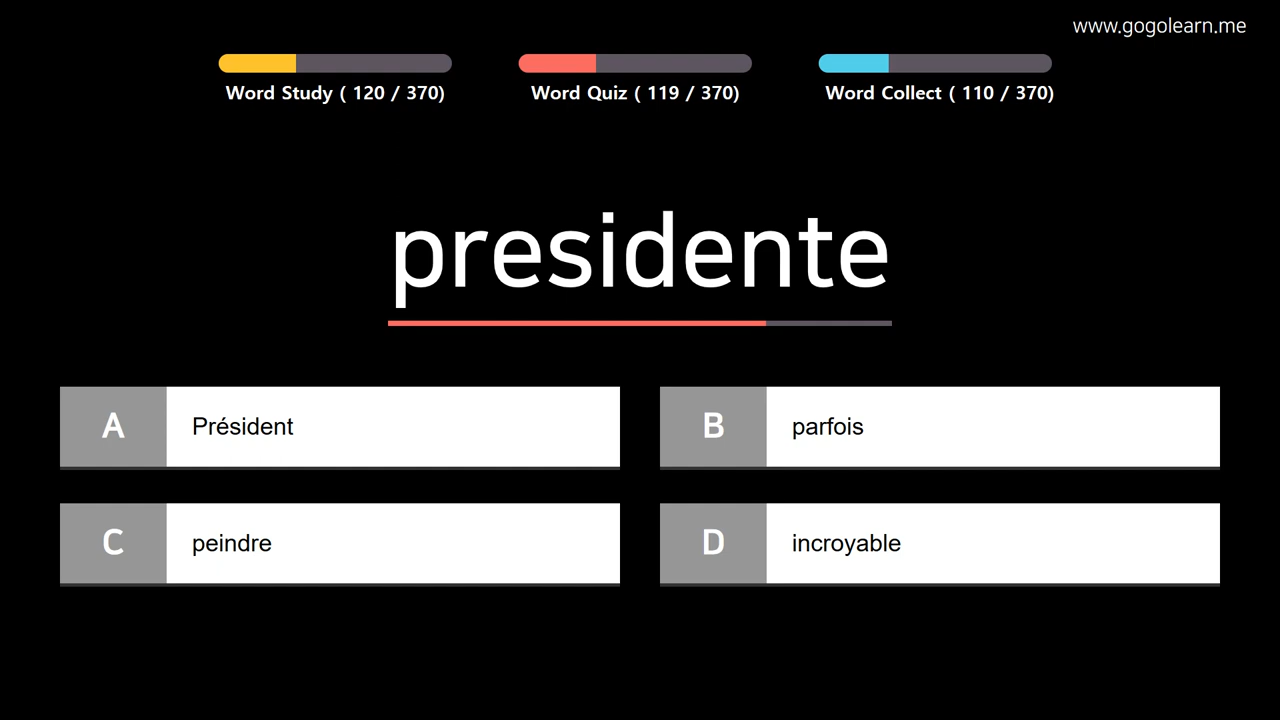 www.gogolearn.me
Word Study ( 120 / 370)
Word Quiz ( 119 / 370)
Word Collect ( 110 / 370)
presidente
A Président
B parfois
C peindre
D incroyable